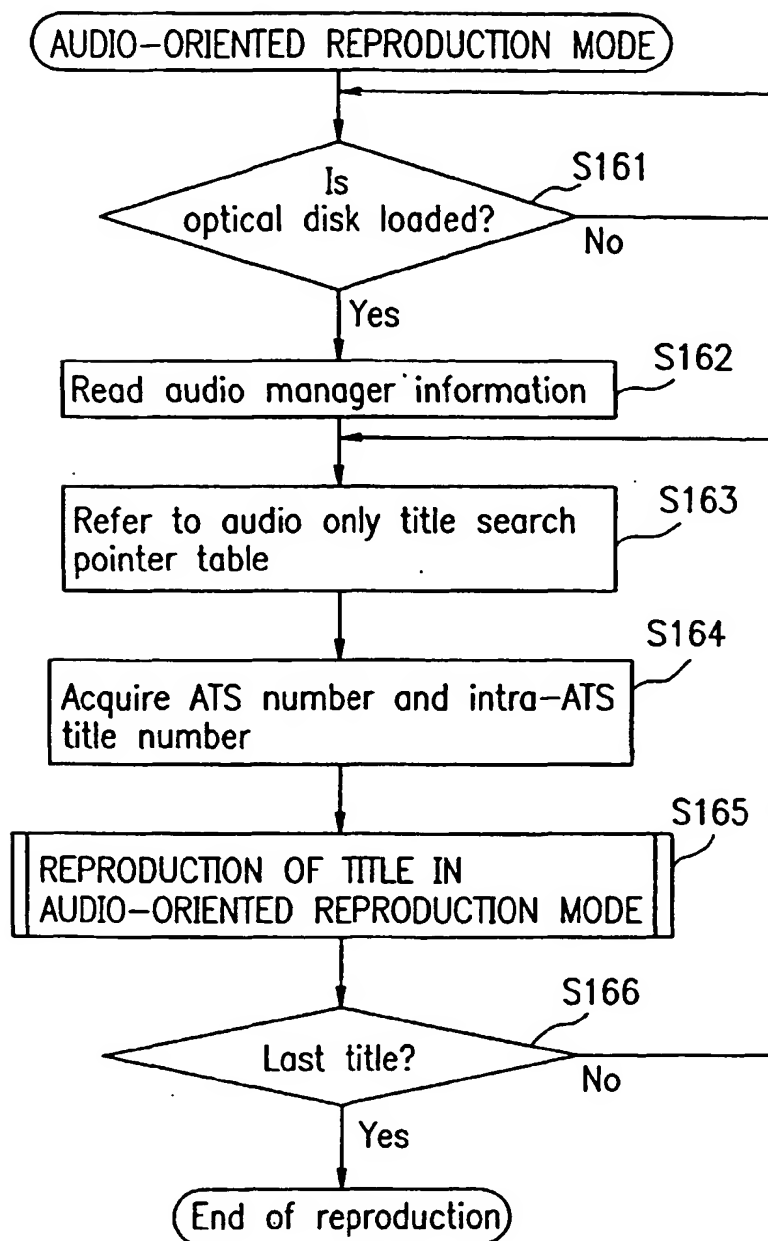 AUDIO-ORIENTED REPRODUCTION MODE
S161
Is
optical disk loaded?
No
Yes
S162
Read audio manager information
S163
Refer to audio only title search
pointer table
S164
Acquire ATS number and intra-ATS
title number
S165
REPRODUCTION OF TITLE IN
AUDIO-ORIENTED REPRODUCTION MODE
S166
Last title?
No
Yes
End of reproduction